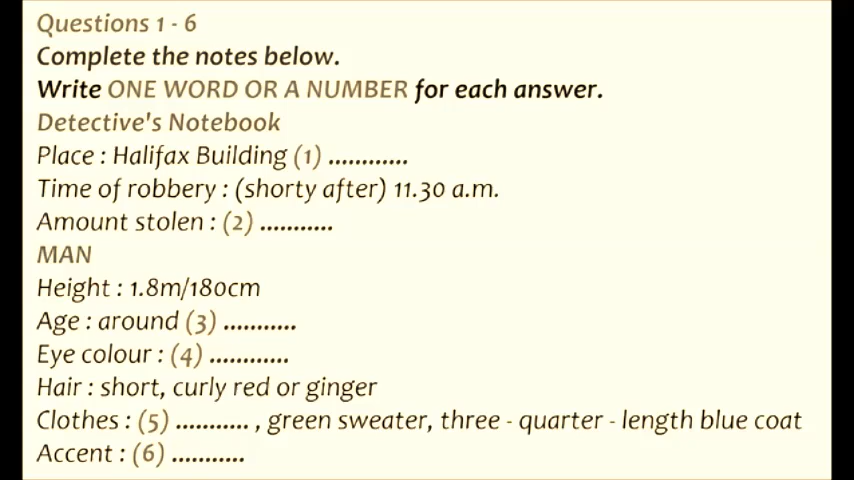 Questions 1 - 6
Complete the notes below.
Write ONE WORD OR A NUMBER for each answer.
Detective's Notebook
Place : Halifax Building (1) ............
Time of robbery : (shorty after) 11.30 a.m.
Amount stolen : (2) ...........
MAN
Height : 1.8m/180cm
Age : around (3) ...........
Eye colour : (4) ............
Hair : short, curly red or ginger
Clothes : (5) ........... , green sweater, three - quarter - length blue coat
Accent : (6) ...........